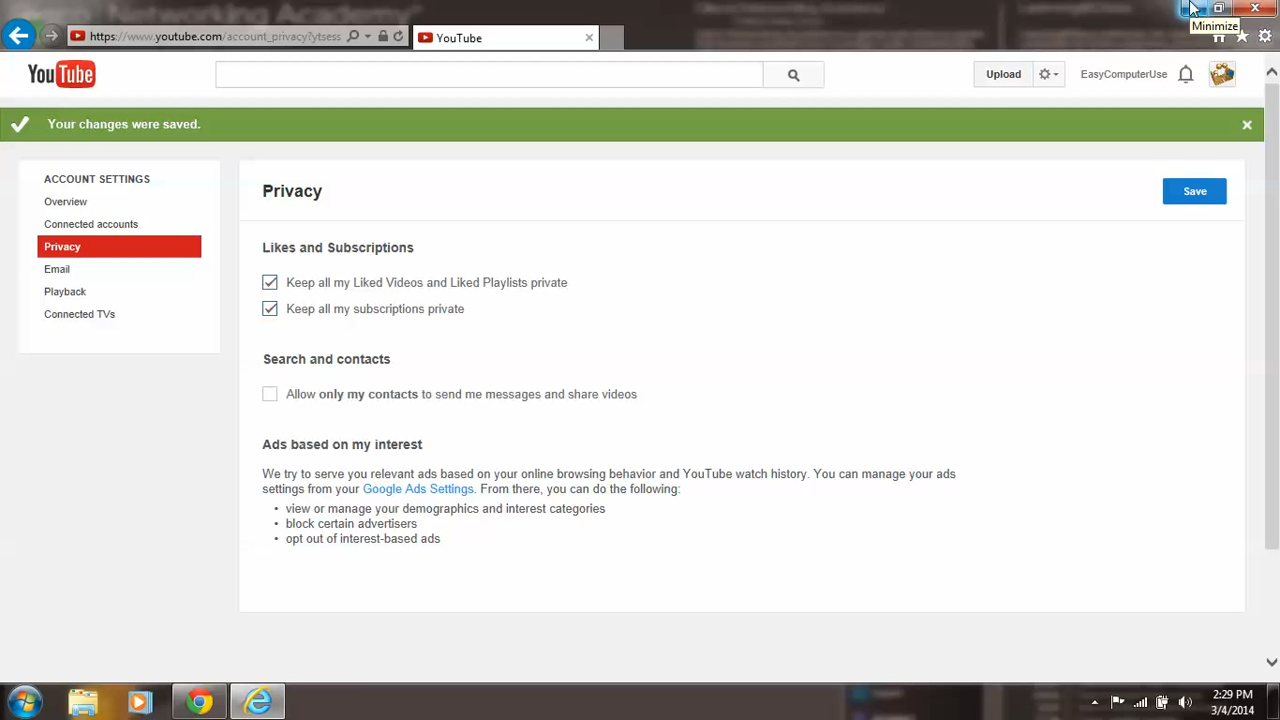 Minimize
https://www.youtube.com/account_privacy?ytsess
YouTube
YouTube
Upload
EasyComputerUse
Your changes were saved.
ACCOUNT SETTINGS
Overview
Connected accounts
Privacy
Email
Playback
Connected TVs
Privacy
Save
Likes and Subscriptions
Keep all my Liked Videos and Liked Playlists private
Keep all my subscriptions private
Search and contacts
Allow only my contacts to send me messages and share videos
Ads based on my interest
We try to serve you relevant ads based on your online browsing behavior and YouTube watch history. You can manage your ads
settings from your Google Ads Settings. From there, you can do the following:
• view or manage your demographics and interest categories
• block certain advertisers
• opt out of interest-based ads
2:29 PM
3/4/2014